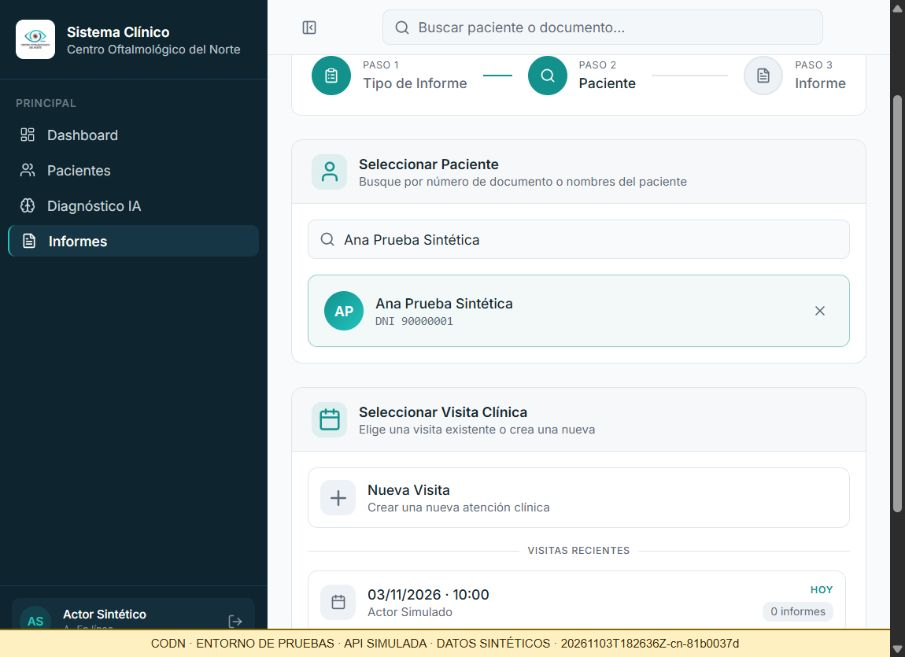 Sistema Clínico
Centro Oftalmológico del Norte
PRINCIPAL
Dashboard
Pacientes
Diagnóstico IA
Informes
AS
Actor Sintético
Buscar paciente o documento...
PASO 1
Tipo de Informe
PASO 2
Paciente
PASO 3
Informe
Seleccionar Paciente
Busque por número de documento o nombres del paciente
Ana Prueba Sintética
AP
Ana Prueba Sintética
DNI 90000001
Seleccionar Visita Clínica
Elige una visita existente o crea una nueva
Nueva Visita
Crear una nueva atención clínica
VISITAS RECIENTES
03/11/2026 · 10:00
Actor Simulado
HOY
0 informes
CODN · ENTORNO DE PRUEBAS · API SIMULADA · DATOS SINTÉTICOS · 20261103T182636Z-cn-81b0037d